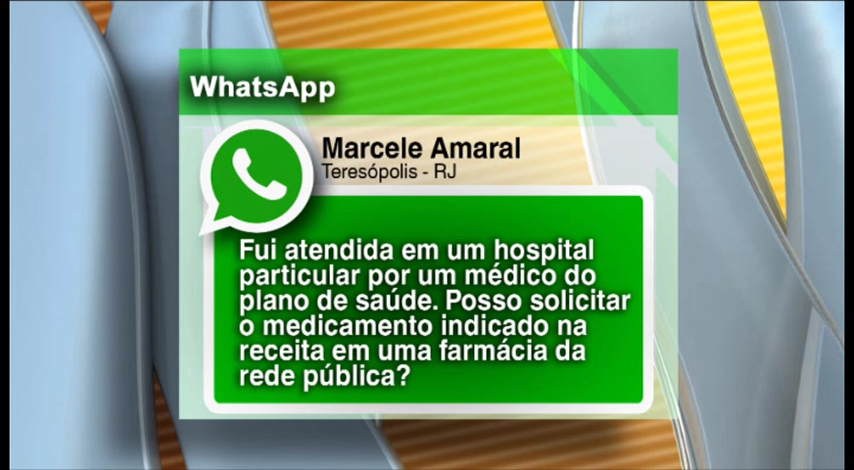 WhatsApp
Marcele Amaral
Teresópolis - RJ
Fui atendida em um hospital
particular por um médico do
plano de saúde. Posso solicitar
o medicamento indicado na
receita em uma farmácia da
rede pública?